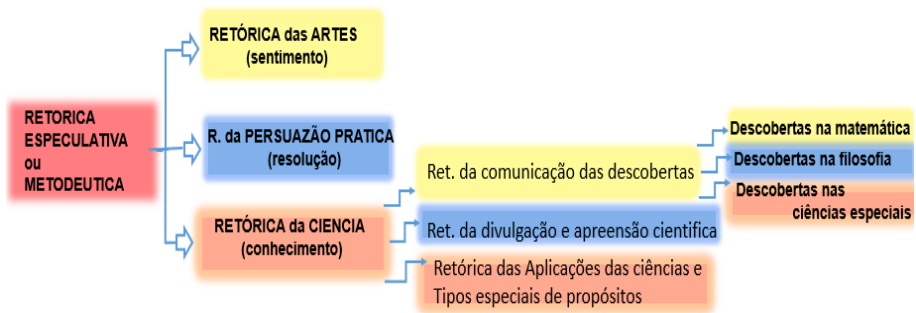 RETORICA
ESPECULATIVA
ou
METODEUTICA
RETÓRICA das ARTES
(sentimento)
R. da PERSUAZÃO PRATICA
(resolução)
RETÓRICA da CIENCIA
(conhecimento)
Ret. da comunicação das descobertas
Ret. da divulgação e apreensão cientifica
Retórica das Aplicações das ciências e
Tipos especiais de propósitos
Descobertas na matemática
Descobertas na filosofia
Descobertas nas
ciências especiais